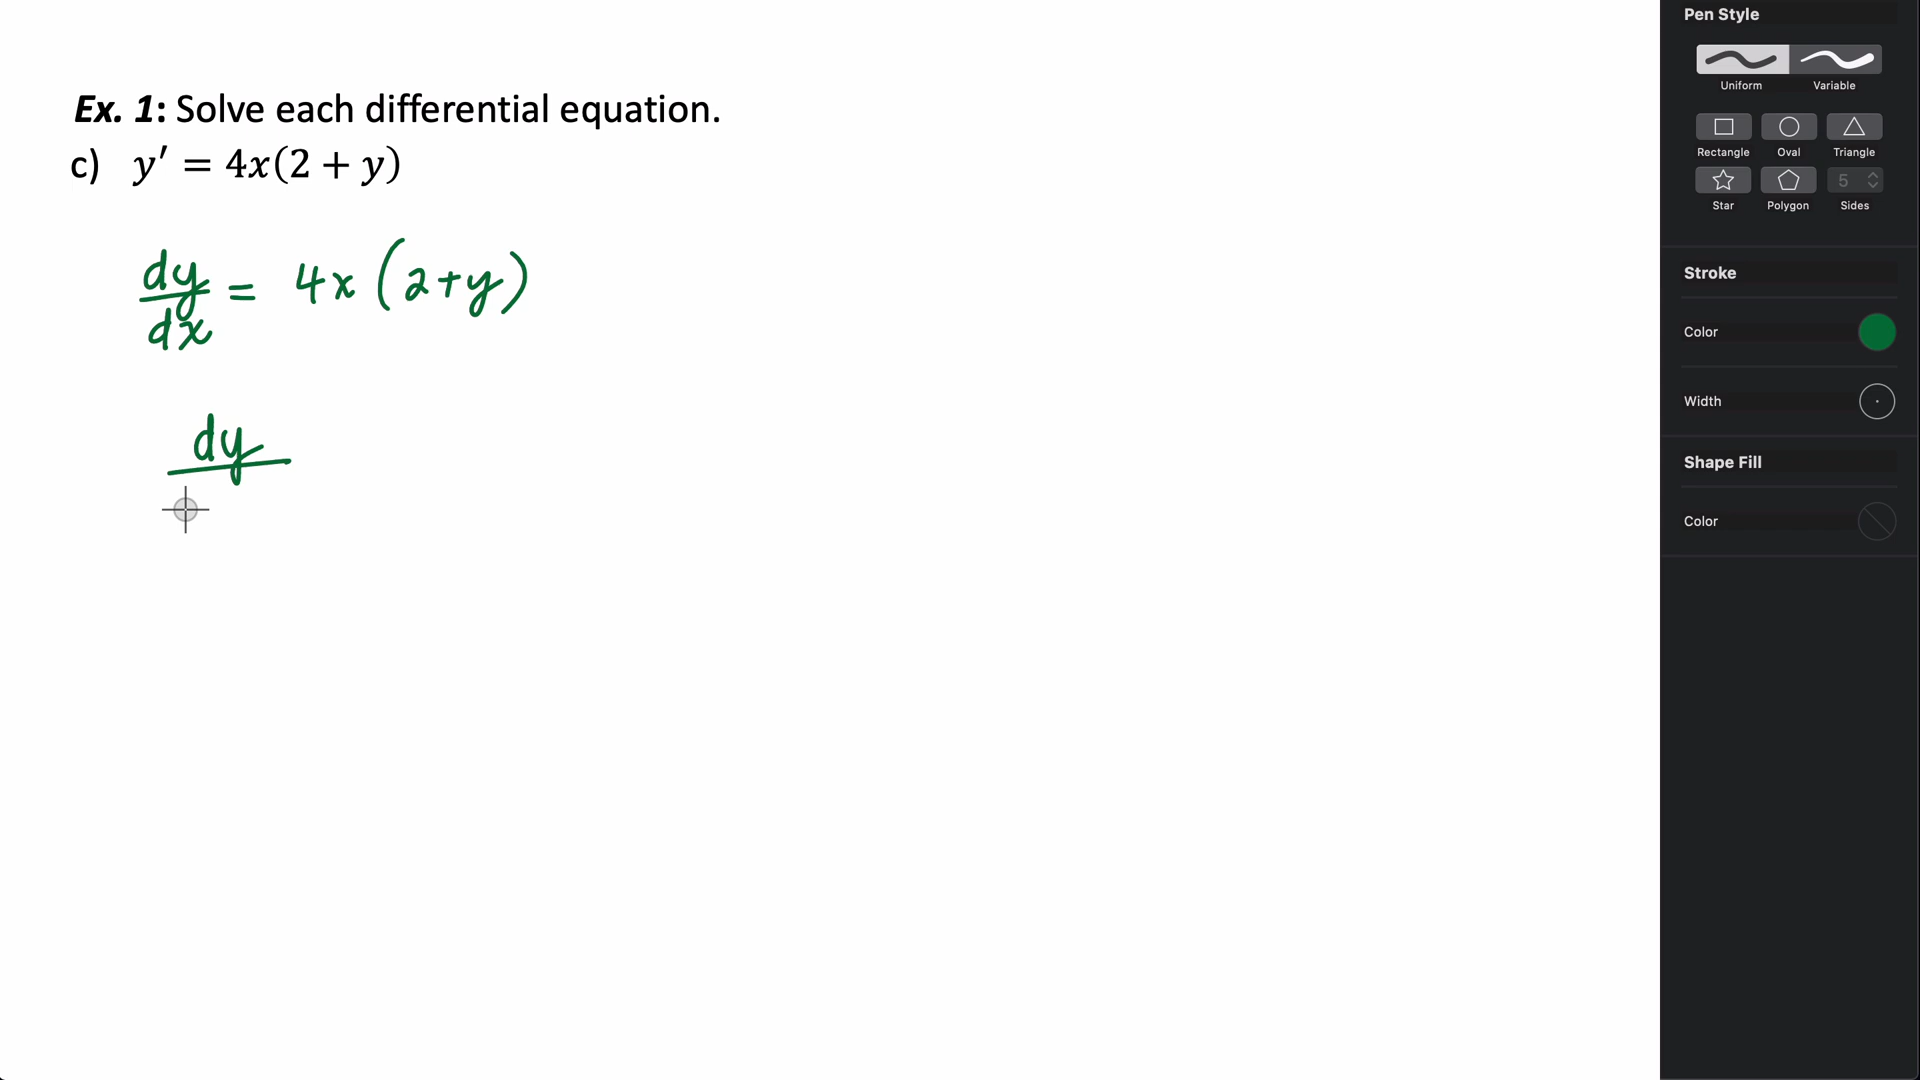 Ex. 1: Solve each differential equation.
c) y′ = 4x(2 + y)
dy/dx = 4x (2+y)
dy
Pen Style
Uniform Variable
Rectangle Oval Triangle
5
Star Polygon Sides
Stroke
Color
Width
Shape Fill
Color